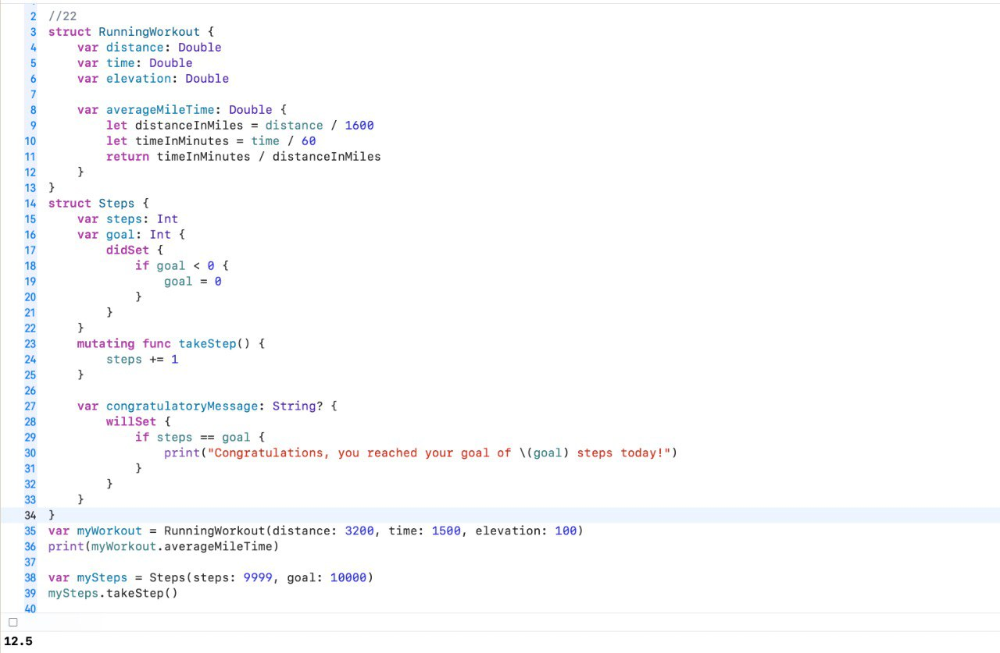 2 //22
3 struct RunningWorkout {
4     var distance: Double
5     var time: Double
6     var elevation: Double
7
8     var averageMileTime: Double {
9         let distanceInMiles = distance / 1600
10         let timeInMinutes = time / 60
11         return timeInMinutes / distanceInMiles
12     }
13 }
14 struct Steps {
15     var steps: Int
16     var goal: Int {
17         didSet {
18             if goal < 0 {
19                 goal = 0
20             }
21         }
22     }
23     mutating func takeStep() {
24         steps += 1
25     }
26
27     var congratulatoryMessage: String? {
28         willSet {
29             if steps == goal {
30                 print("Congratulations, you reached your goal of \(goal) steps today!")
31             }
32         }
33     }
34 }
35 var myWorkout = RunningWorkout(distance: 3200, time: 1500, elevation: 100)
36 print(myWorkout.averageMileTime)
37
38 var mySteps = Steps(steps: 9999, goal: 10000)
39 mySteps.takeStep()
40
12.5